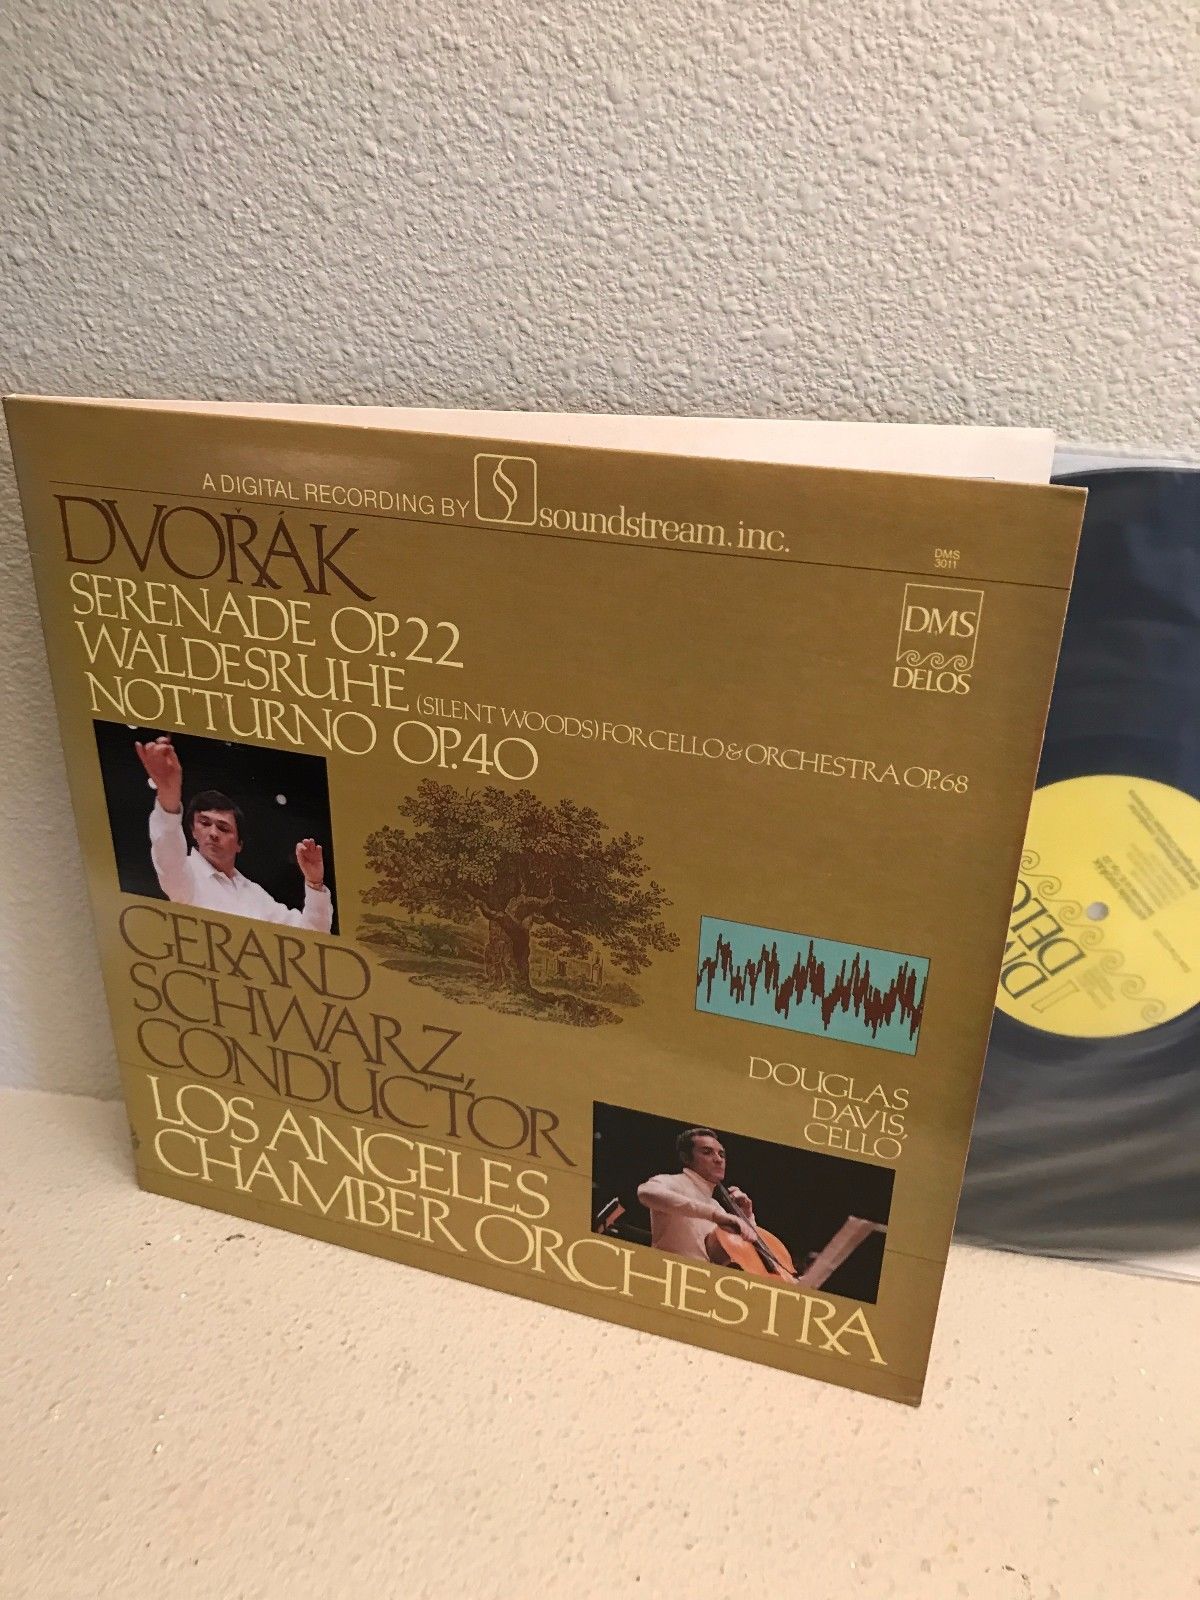 A DIGITAL RECORDING BY soundstream, inc.
DMS
3011
DVOŘÁK
SERENADE OP.22
WALDESRUHE (SILENT WOODS) FOR CELLO & ORCHESTRA OP.68
NOTTURNO OP.40
DMS
DELOS
GERARD
SCHWARZ,
CONDUCTOR
LOS ANGELES
CHAMBER ORCHESTRA
DOUGLAS
DAVIS,
CELLO
1